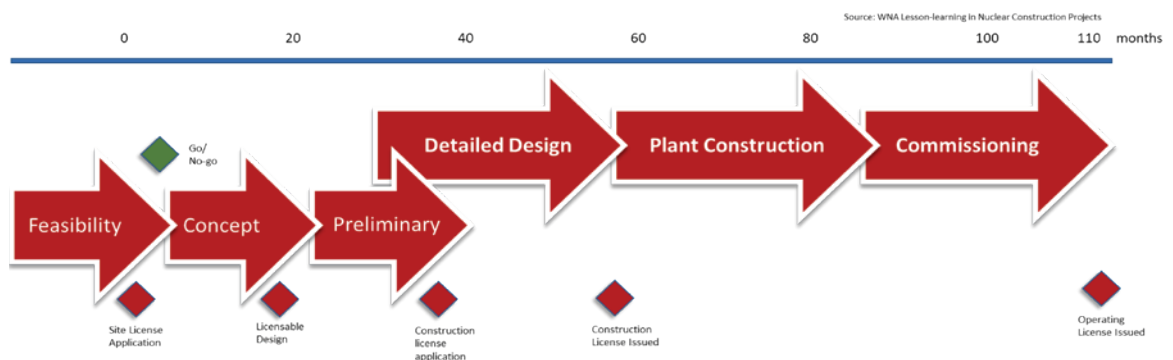 Source: WNA Lesson-learning in Nuclear Construction Projects
0 20 40 60 80 100 110 months
Go/
No-go
Detailed Design
Plant Construction
Commissioning
Feasibility
Concept
Preliminary
Site License
Application
Licensable
Design
Construction
license
application
Construction
License Issued
Operating
License Issued